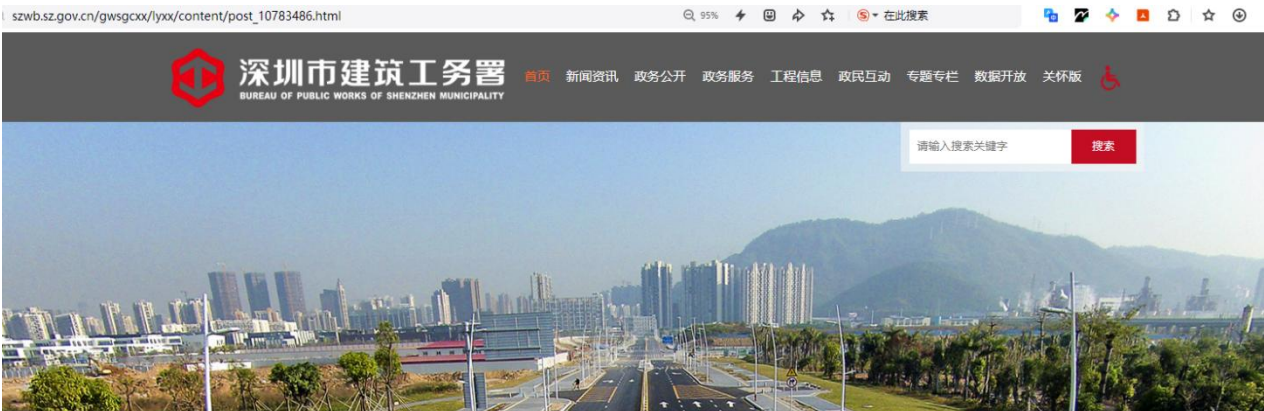 szwb.sz.gov.cn/gwsgcxx/lyxx/content/post_10783486.html 95% 在此搜索
深圳市建筑工务署
BUREAU OF PUBLIC WORKS OF SHENZHEN MUNICIPALITY
首页 新闻资讯 政务公开 政务服务 工程信息 政民互动 专题专栏 数据开放 关怀版
请输入搜索关键字 搜索